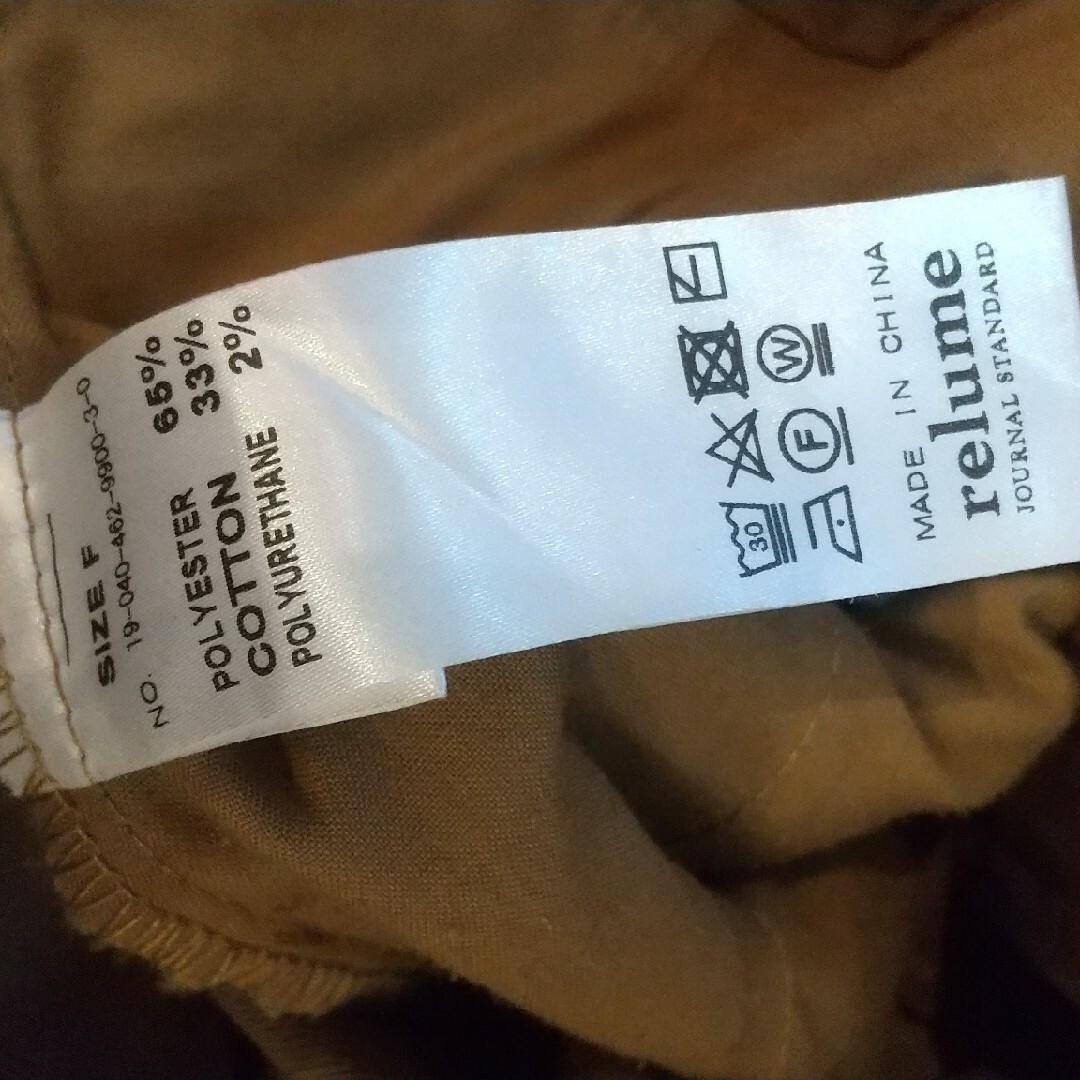 SIZE F
NO. 19-040-462-9900-3-0
POLYESTER 65%
COTTON 33%
POLYURETHANE 2%
30
F W
MADE IN CHINA
relume
JOURNAL STANDARD